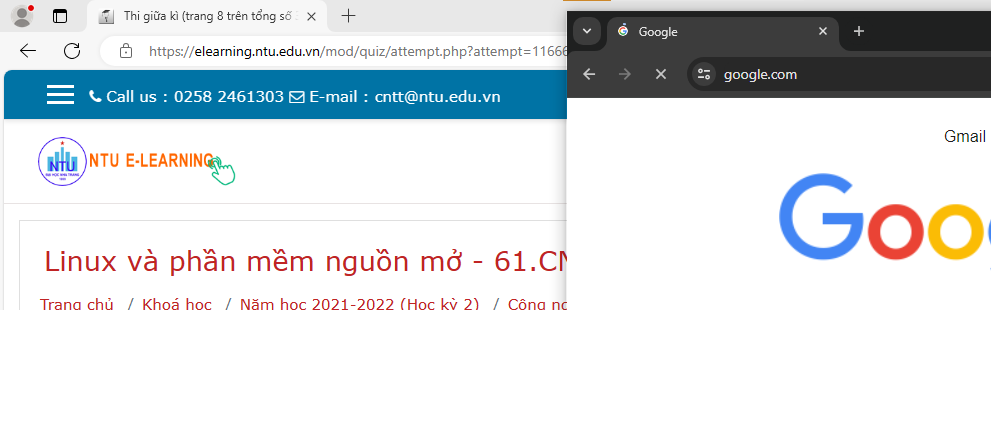 Thi giữa kì (trang 8 trên tổng số
https://elearning.ntu.edu.vn/mod/quiz/attempt.php?attempt=11666
Call us : 0258 2461303 E-mail : cntt@ntu.edu.vn
NTU
NTU E-LEARNING
Linux và phần mềm nguồn mở - 61.CN
Trang chủ / Khoá học / Năm học 2021-2022 (Học kỳ 2) / Công ng
Google
google.com
Gmail
Goo